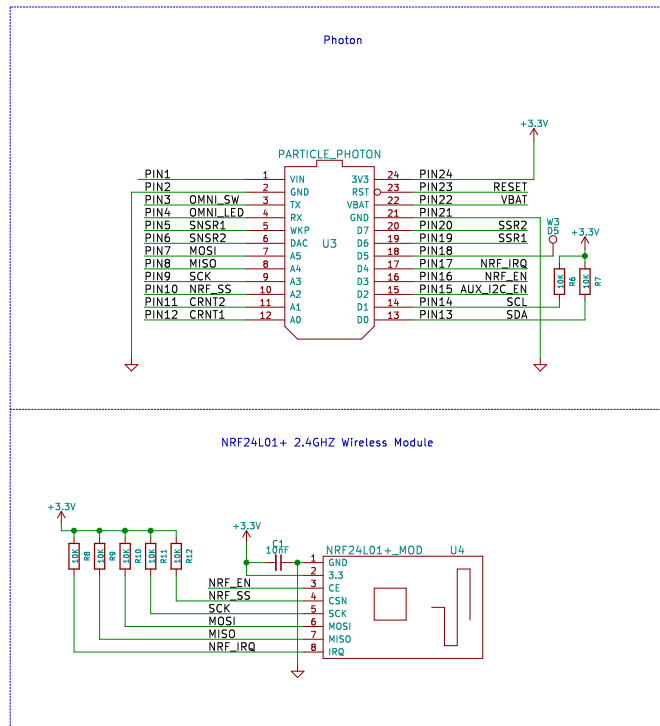 Photon
+3.3V
PARTICLE_PHOTON
PIN1 1 VIN 3V3 24 PIN24
PIN2 2 GND RST 23 PIN23 RESET
PIN3 OMNI_SW 3 TX VBAT 22 PIN22 VBAT
PIN4 OMNI_LED 4 RX GND 21 PIN21
PIN5 SNSR1 5 WKP D7 20 PIN20 SSR2
PIN6 SNSR2 6 DAC D6 19 PIN19 SSR1
PIN7 MOSI 7 A5 D5 18 PIN18
PIN8 MISO 8 A4 D4 17 PIN17 NRF_IRQ
PIN9 SCK 9 A3 D3 16 PIN16 NRF_EN
PIN10 NRF_SS 10 A2 D2 15 PIN15 AUX_I2C_EN
PIN11 CRNT2 11 A1 D1 14 PIN14 SCL
PIN12 CRNT1 12 A0 D0 13 PIN13 SDA
U3
W3
D5
+3.3V
10K R6
10K R7
NRF24L01+ 2.4GHZ Wireless Module
+3.3V
10K R8
10K R9
10K R10
10K R11
10K R12
+3.3V
C1
10nF
NRF24L01+_MOD U4
1 GND
2 3.3
NRF_EN 3 CE
NRF_SS 4 CSN
SCK 5 SCK
MOSI 6 MOSI
MISO 7 MISO
NRF_IRQ 8 IRQ